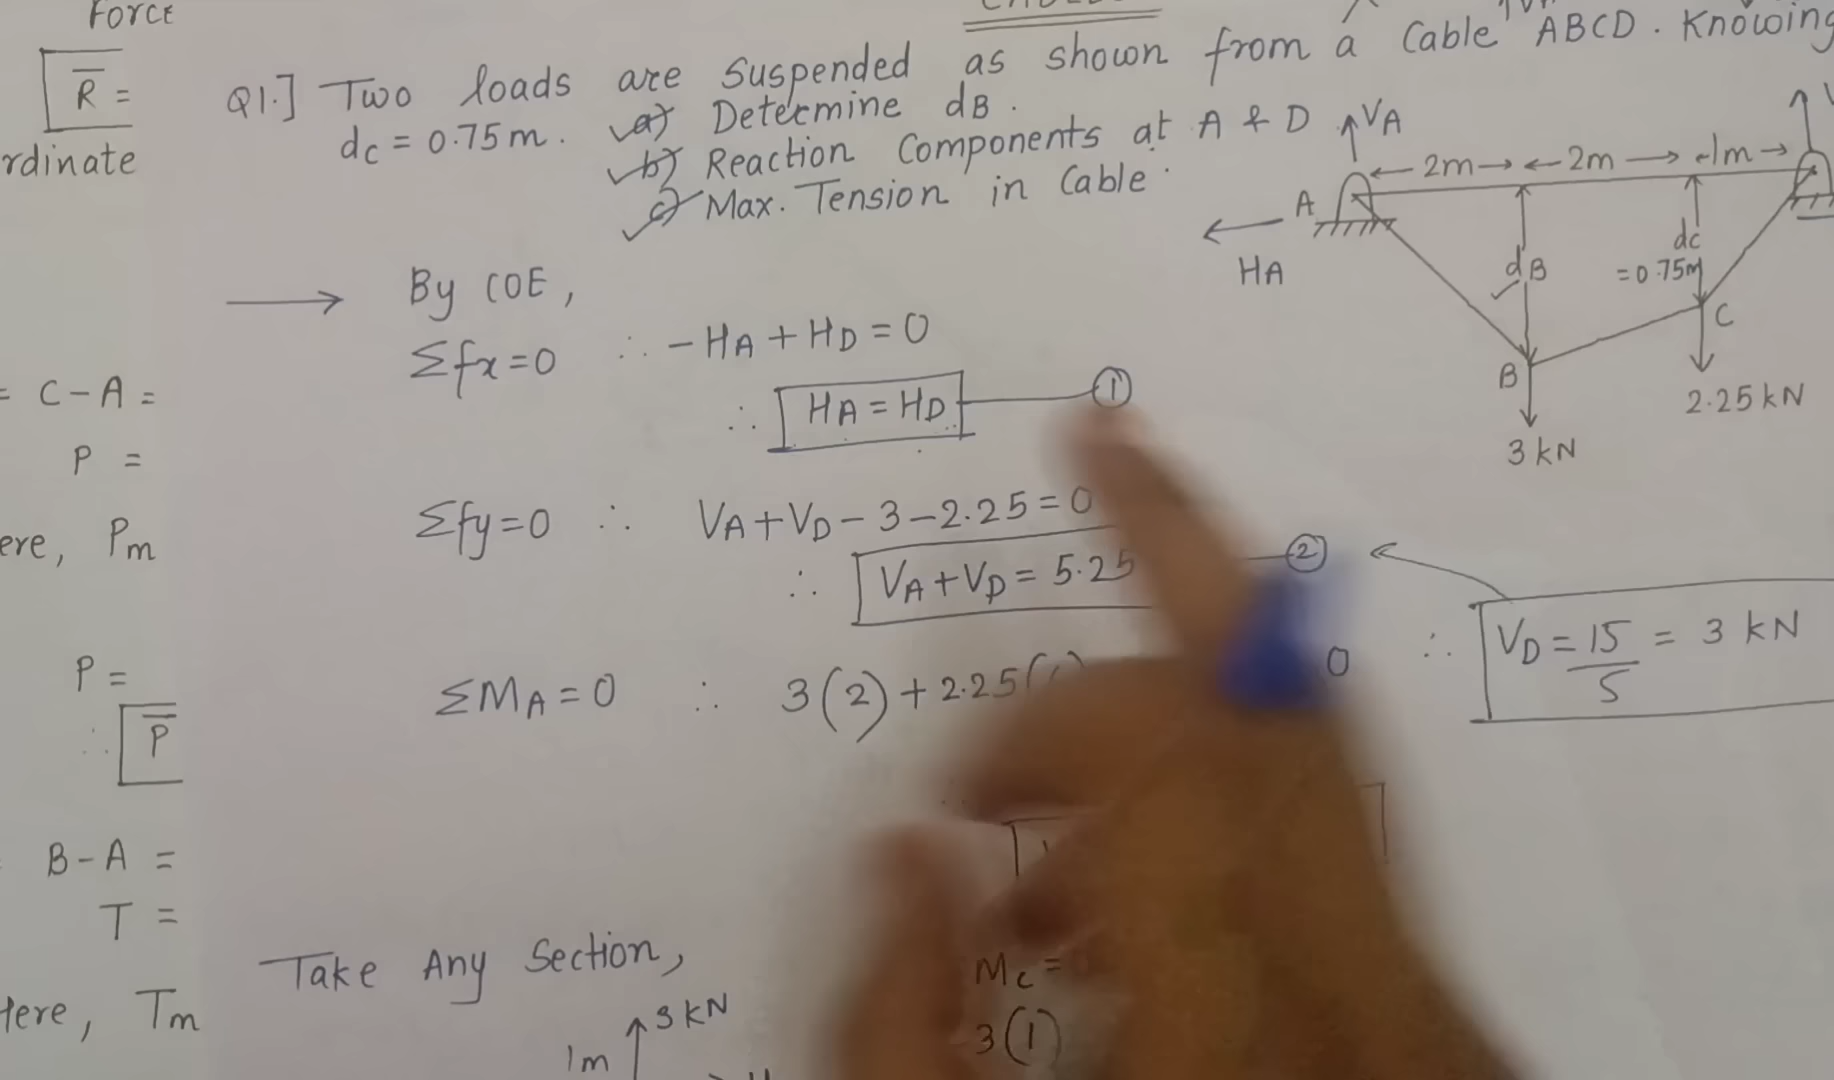 Force
R =
rdinate
= C-A =
P =
ere, Pm
P =
∴ P
B-A =
T =
Here, Tm
Q1.] Two loads are suspended as shown from a Cable ABCD. Knowing
dc = 0.75m. a) Determine dB.
b) Reaction Components at A & D
c) Max. Tension in Cable.
VA
2m 2m 1m
A
HA
dB
dc
=0.75m
C
B
2.25kN
3 kN
By COE,
Σfx=0 ∴ -HA + HD = 0
∴ HA = HD 1
Σfy=0 ∴ VA+VD-3-2.25=0
∴ VA+VD = 5.25 2
ΣMA=0 ∴ 3(2)+2.25( 0
∴ VD = 15/5 = 3 kN
Take Any Section,
Mc =
3(1)
3 kN
1m